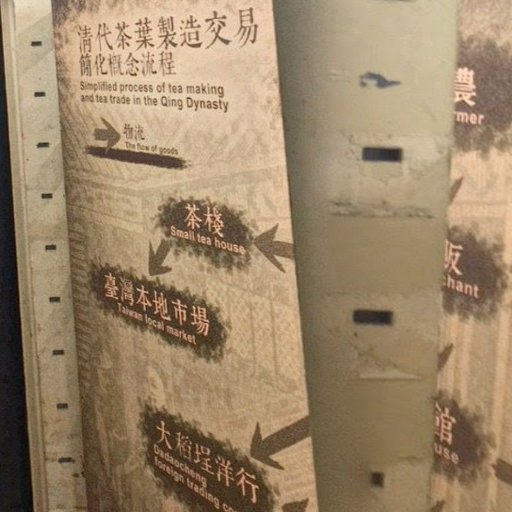 清代茶葉製造交易
簡化概念流程
Simplified process of tea making
and tea trade in the Qing Dynasty
物流
The flow of goods
茶棧
Small tea house
臺灣本地市場
Taiwan local market
大稻埕洋行
Dadaocheng
foreign trading co
農
mer
販
chant
館
use